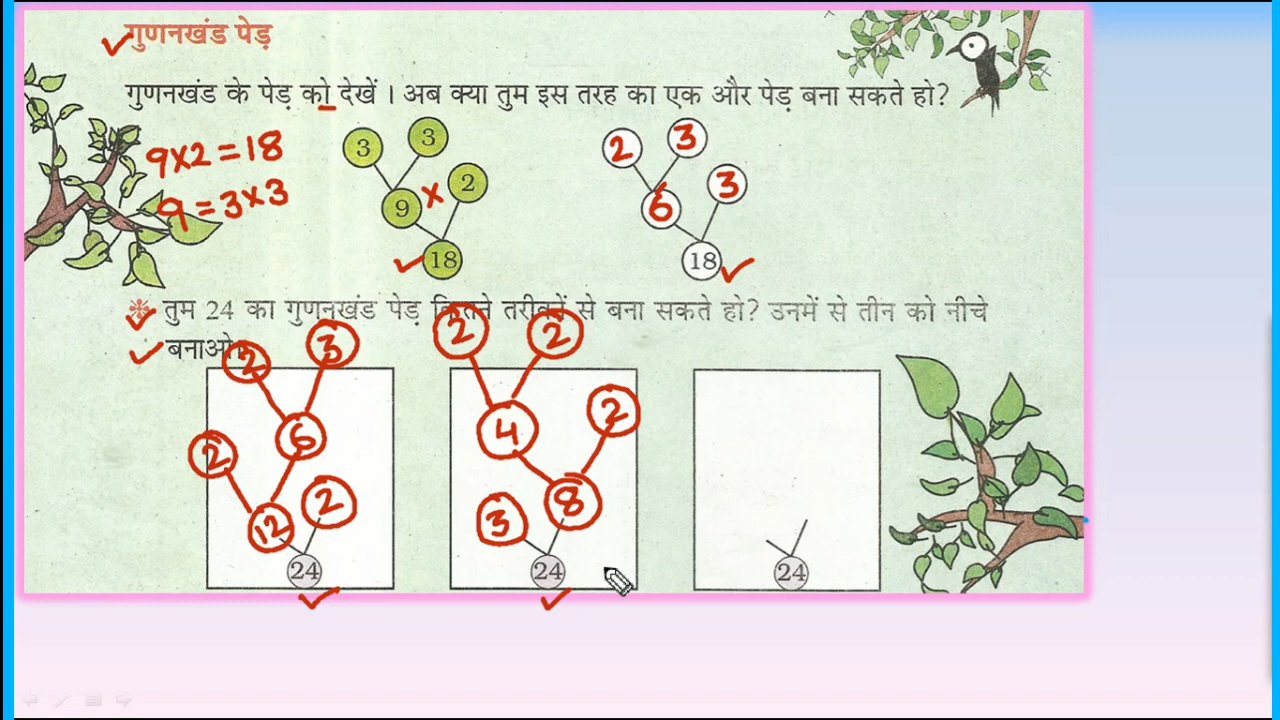 गुणनखंड पेड़
गुणनखंड के पेड़ को देखें । अब क्या तुम इस तरह का एक और पेड़ बना सकते हो?
9x2=18
9=3x3
3 3
9 x 2
18
2 3
6 3
18
तुम 24 का गुणनखंड पेड़ कितने तरीकों से बना सकते हो? उनमें से तीन को नीचे
बनाओ।
2 3
6
2
12 2
24
2 2
4 2
3 8
24
24